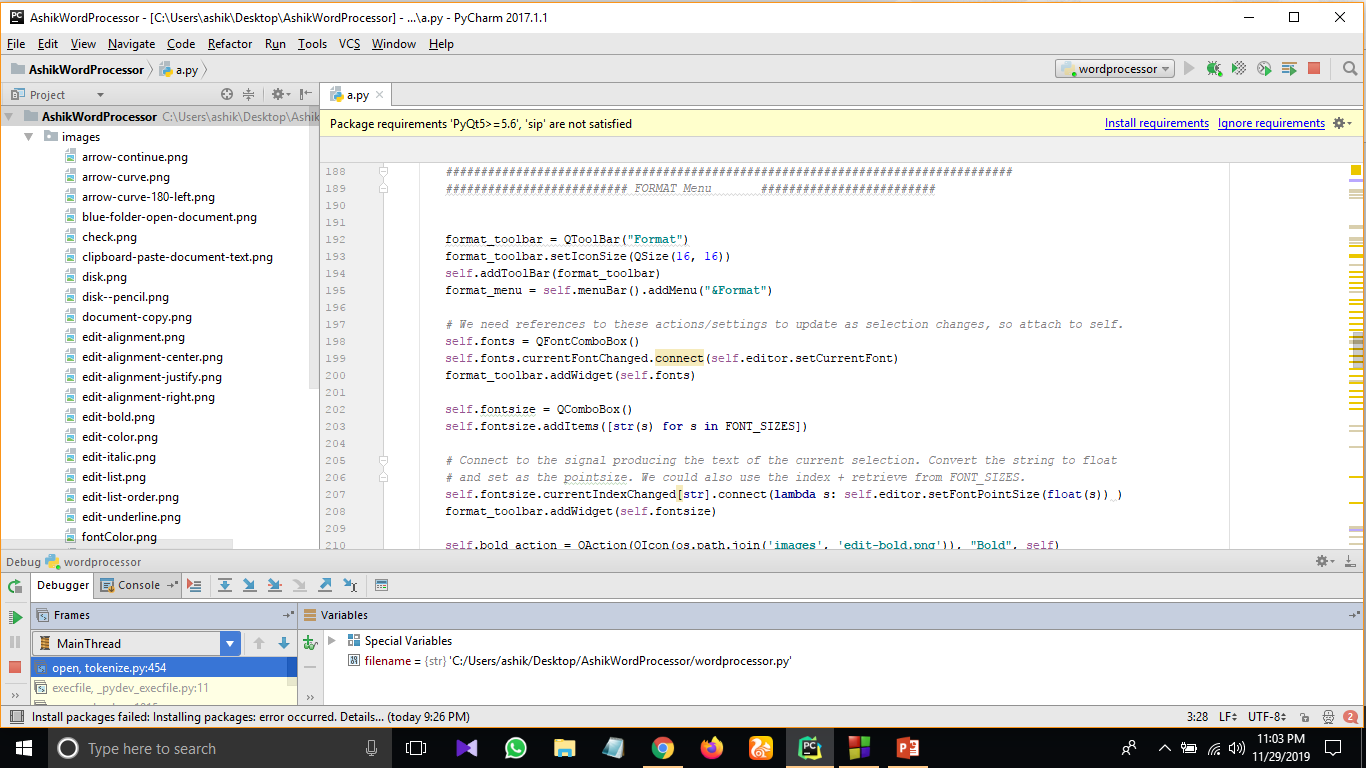 AshikWordProcessor - [C:\Users\ashik\Desktop\AshikWordProcessor] - ...\a.py - PyCharm 2017.1.1
File Edit View Navigate Code Refactor Run Tools VCS Window Help
AshikWordProcessor a.py wordprocessor
Project
a.py
AshikWordProcessor C:\Users\ashik\Desktop\Ashik
images
arrow-continue.png
arrow-curve.png
arrow-curve-180-left.png
blue-folder-open-document.png
check.png
clipboard-paste-document-text.png
disk.png
disk--pencil.png
document-copy.png
edit-alignment.png
edit-alignment-center.png
edit-alignment-justify.png
edit-alignment-right.png
edit-bold.png
edit-color.png
edit-italic.png
edit-list.png
edit-list-order.png
edit-underline.png
fontColor.png
Package requirements 'PyQt5>=5.6', 'sip' are not satisfied Install requirements Ignore requirements
188 #################################################################################
189 ########################## FORMAT Menu #########################
190
191
192 format_toolbar = QToolBar("Format")
193 format_toolbar.setIconSize(QSize(16, 16))
194 self.addToolBar(format_toolbar)
195 format_menu = self.menuBar().addMenu("&Format")
196
197 # We need references to these actions/settings to update as selection changes, so attach to self.
198 self.fonts = QFontComboBox()
199 self.fonts.currentFontChanged.connect(self.editor.setCurrentFont)
200 format_toolbar.addWidget(self.fonts)
201
202 self.fontsize = QComboBox()
203 self.fontsize.addItems([str(s) for s in FONT_SIZES])
204
205 # Connect to the signal producing the text of the current selection. Convert the string to float
206 # and set as the pointsize. We could also use the index + retrieve from FONT_SIZES.
207 self.fontsize.currentIndexChanged[str].connect(lambda s: self.editor.setFontPointSize(float(s)) )
208 format_toolbar.addWidget(self.fontsize)
209
210 self.bold_action = QAction(QIcon(os.path.join('images', 'edit-bold.png')), "Bold", self)
Debug wordprocessor
Debugger Console
Frames Variables
MainThread
open, tokenize.py:454
execfile, _pydev_execfile.py:11
Special Variables
filename = {str} 'C:/Users/ashik/Desktop/AshikWordProcessor/wordprocessor.py'
Install packages failed: Installing packages: error occurred. Details... (today 9:26 PM) 3:28 LF UTF-8 2
Type here to search
11:03 PM
11/29/2019